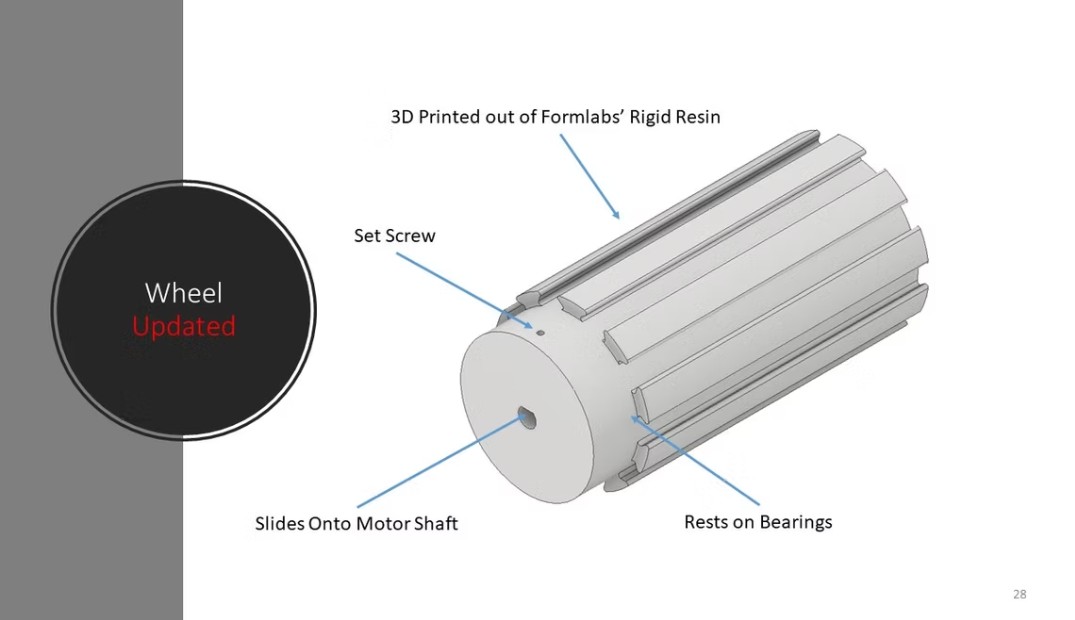 Wheel
Updated
3D Printed out of Formlabs’ Rigid Resin
Set Screw
Slides Onto Motor Shaft
Rests on Bearings
28